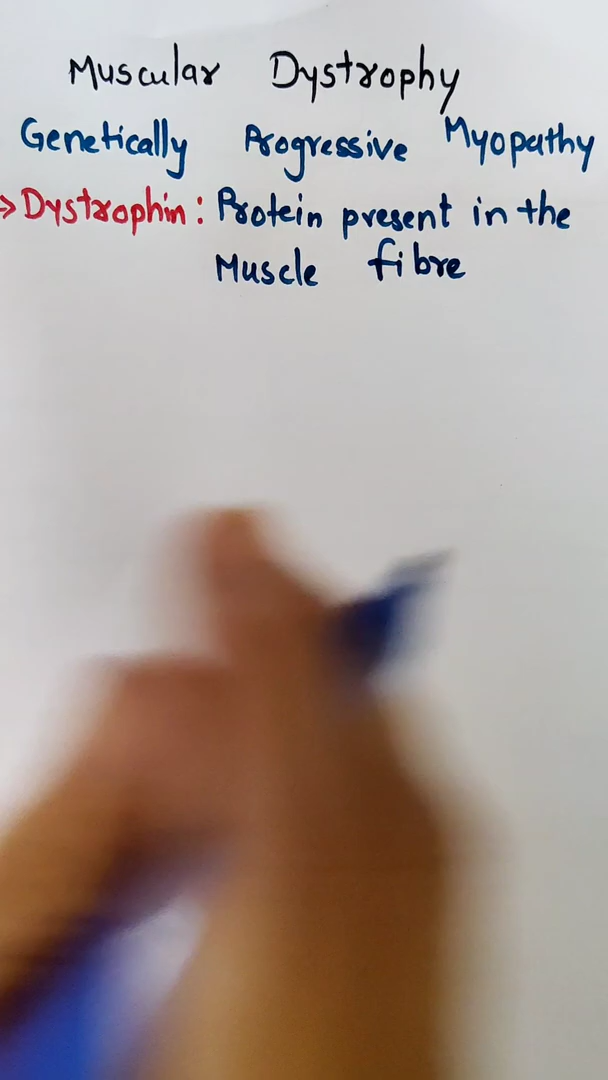 Muscular Dystrophy
Genetically Progressive Myopathy
> Dystrophin : Protein present in the
Muscle fibre